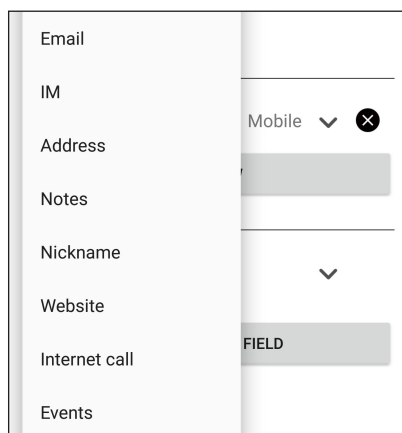 Email
IM
Mobile
Address
Notes
Nickname
Website
FIELD
Internet call
Events